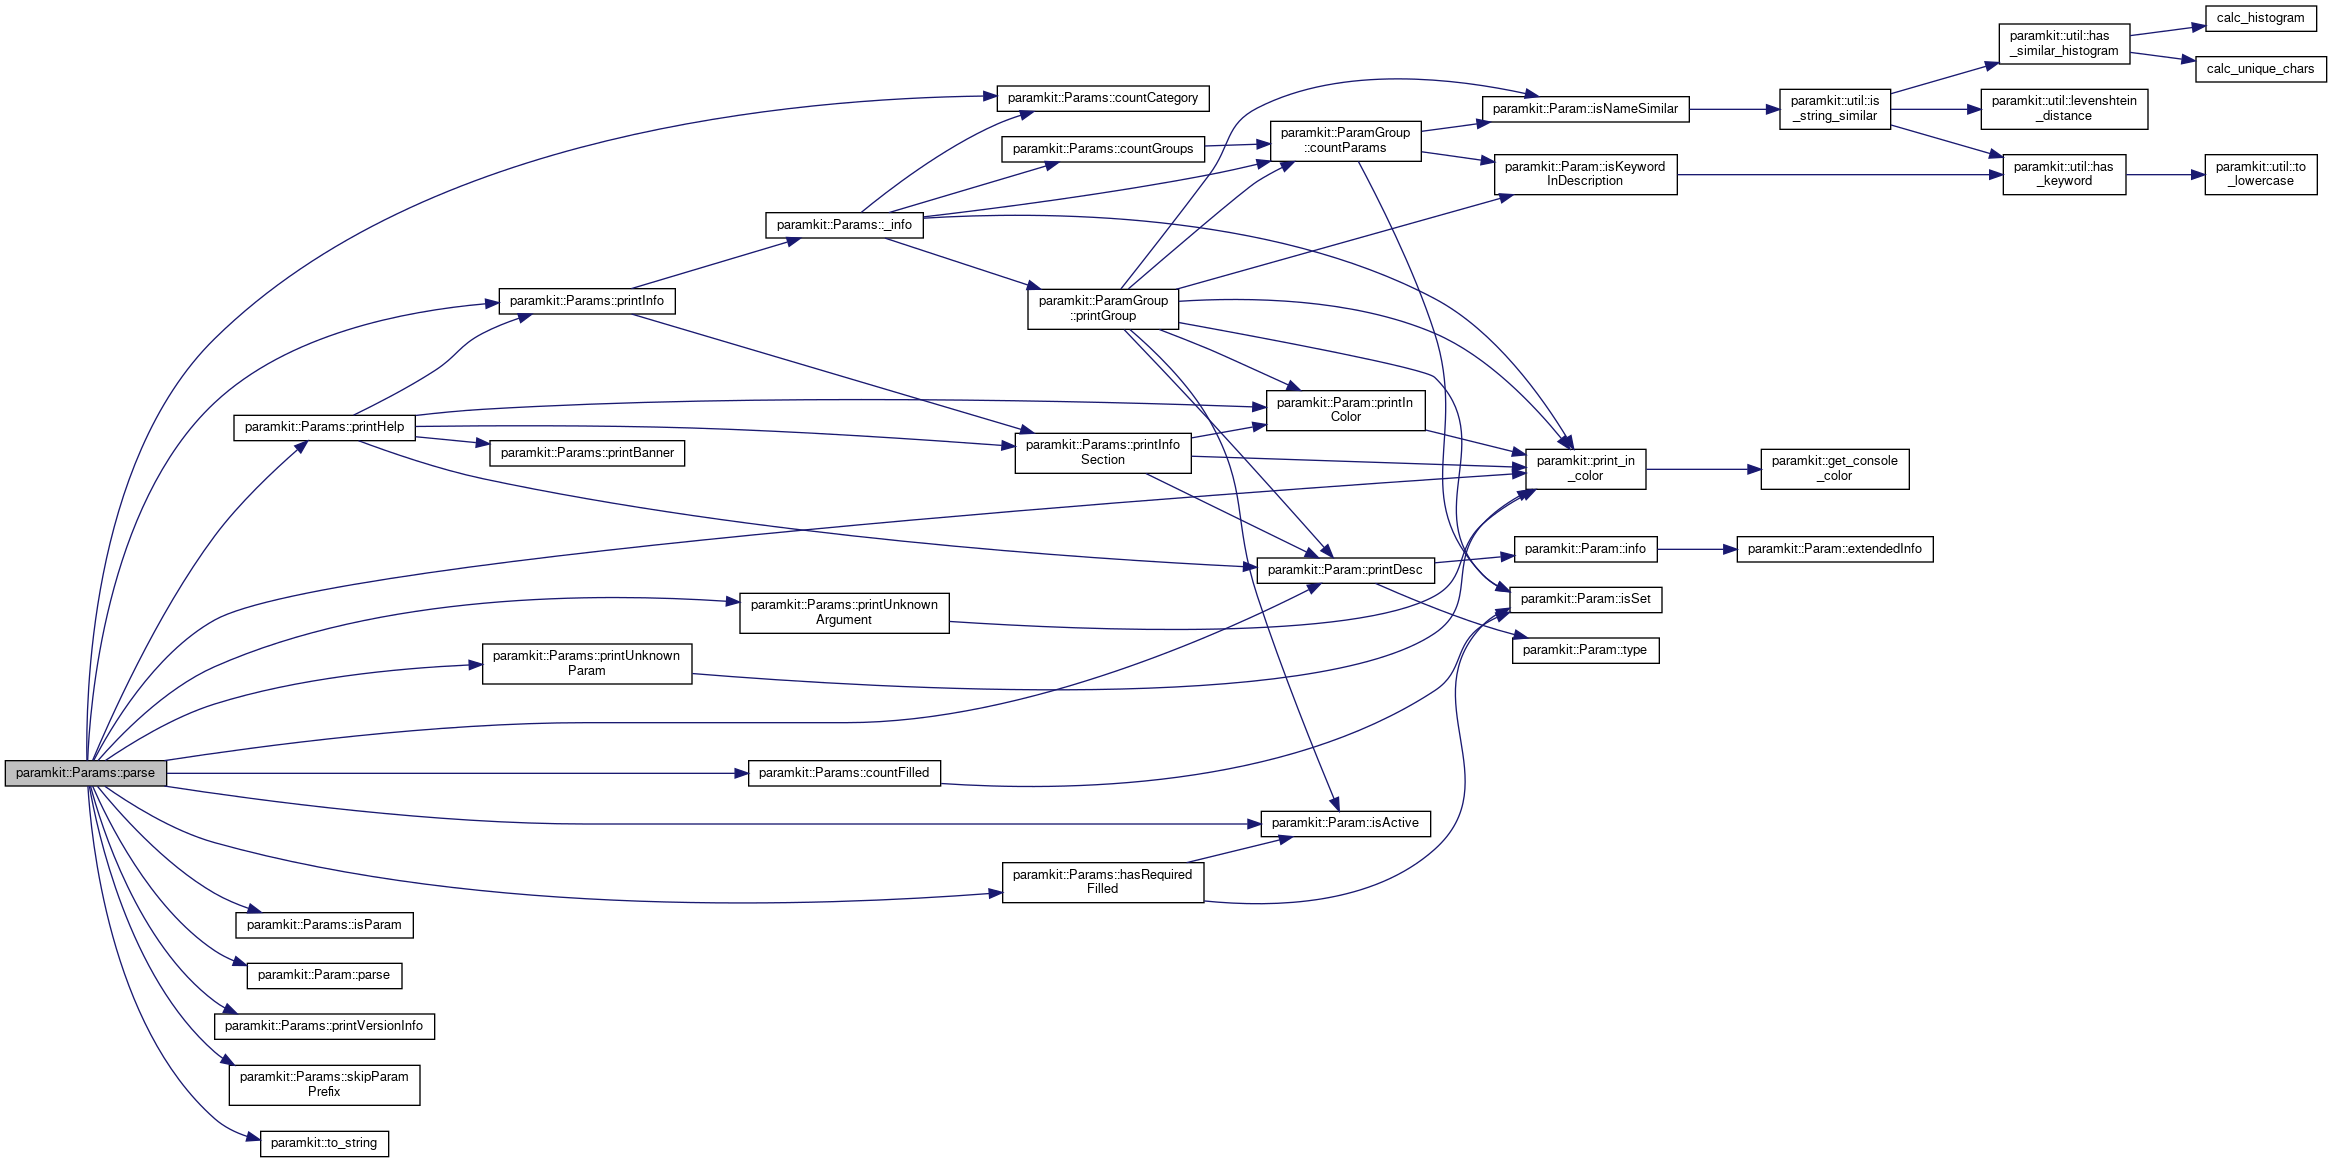 calc_histogram
paramkit::util::has
_similar_histogram
calc_unique_chars
paramkit::Params::countCategory
paramkit::Param::isNameSimilar
paramkit::util::is
_string_similar
paramkit::util::levenshtein
_distance
paramkit::Params::countGroups
paramkit::ParamGroup
::countParams
paramkit::Param::isKeyword
InDescription
paramkit::util::has
_keyword
paramkit::util::to
_lowercase
paramkit::Params::_info
paramkit::Params::printInfo
paramkit::ParamGroup
::printGroup
paramkit::Params::printHelp
paramkit::Params::printBanner
paramkit::Params::printInfo
Section
paramkit::Param::printIn
Color
paramkit::print_in
_color
paramkit::get_console
_color
paramkit::Param::info
paramkit::Param::extendedInfo
paramkit::Param::printDesc
paramkit::Param::isSet
paramkit::Params::printUnknown
Argument
paramkit::Params::printUnknown
Param
paramkit::Param::type
paramkit::Params::parse
paramkit::Params::countFilled
paramkit::Param::isActive
paramkit::Params::hasRequired
Filled
paramkit::Params::isParam
paramkit::Param::parse
paramkit::Params::printVersionInfo
paramkit::Params::skipParam
Prefix
paramkit::to_string